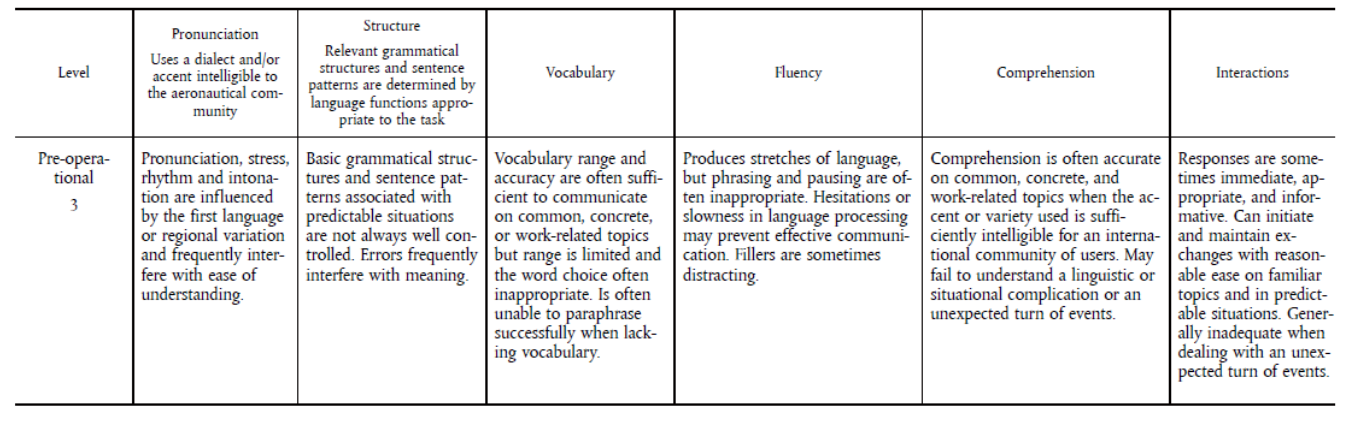 Level
Pronunciation
Uses a dialect and/or
accent intelligible to
the aeronautical com-
munity
Structure
Relevant grammatical
structures and sentence
patterns are determined by
language functions appro-
priate to the task
Vocabulary
Fluency
Comprehension
Interactions
Pre-opera-
tional
3
Pronunciation, stress,
rhythm and intona-
tion are influenced
by the first language
or regional variation
and frequently inter-
fere with ease of
understanding.
Basic grammatical struc-
tures and sentence pat-
terns associated with
predictable situations
are not always well con-
trolled. Errors frequently
interfere with meaning.
Vocabulary range and
accuracy are often suffi-
cient to communicate
on common, concrete,
or work-related topics
but range is limited and
the word choice often
inappropriate. Is often
unable to paraphrase
successfully when lack-
ing vocabulary.
Produces stretches of language,
but phrasing and pausing are of-
ten inappropriate. Hesitations or
slowness in language processing
may prevent effective communi-
cation. Fillers are sometimes
distracting.
Comprehension is often accurate
on common, concrete, and
work-related topics when the ac-
cent or variety used is suffi-
ciently intelligible for an interna-
tional community of users. May
fail to understand a linguistic or
situational complication or an
unexpected turn of events.
Responses are some-
times immediate, ap-
propriate, and infor-
mative. Can initiate
and maintain ex-
changes with reason-
able ease on familiar
topics and in predict-
able situations. Gener-
ally inadequate when
dealing with an unex-
pected turn of events.